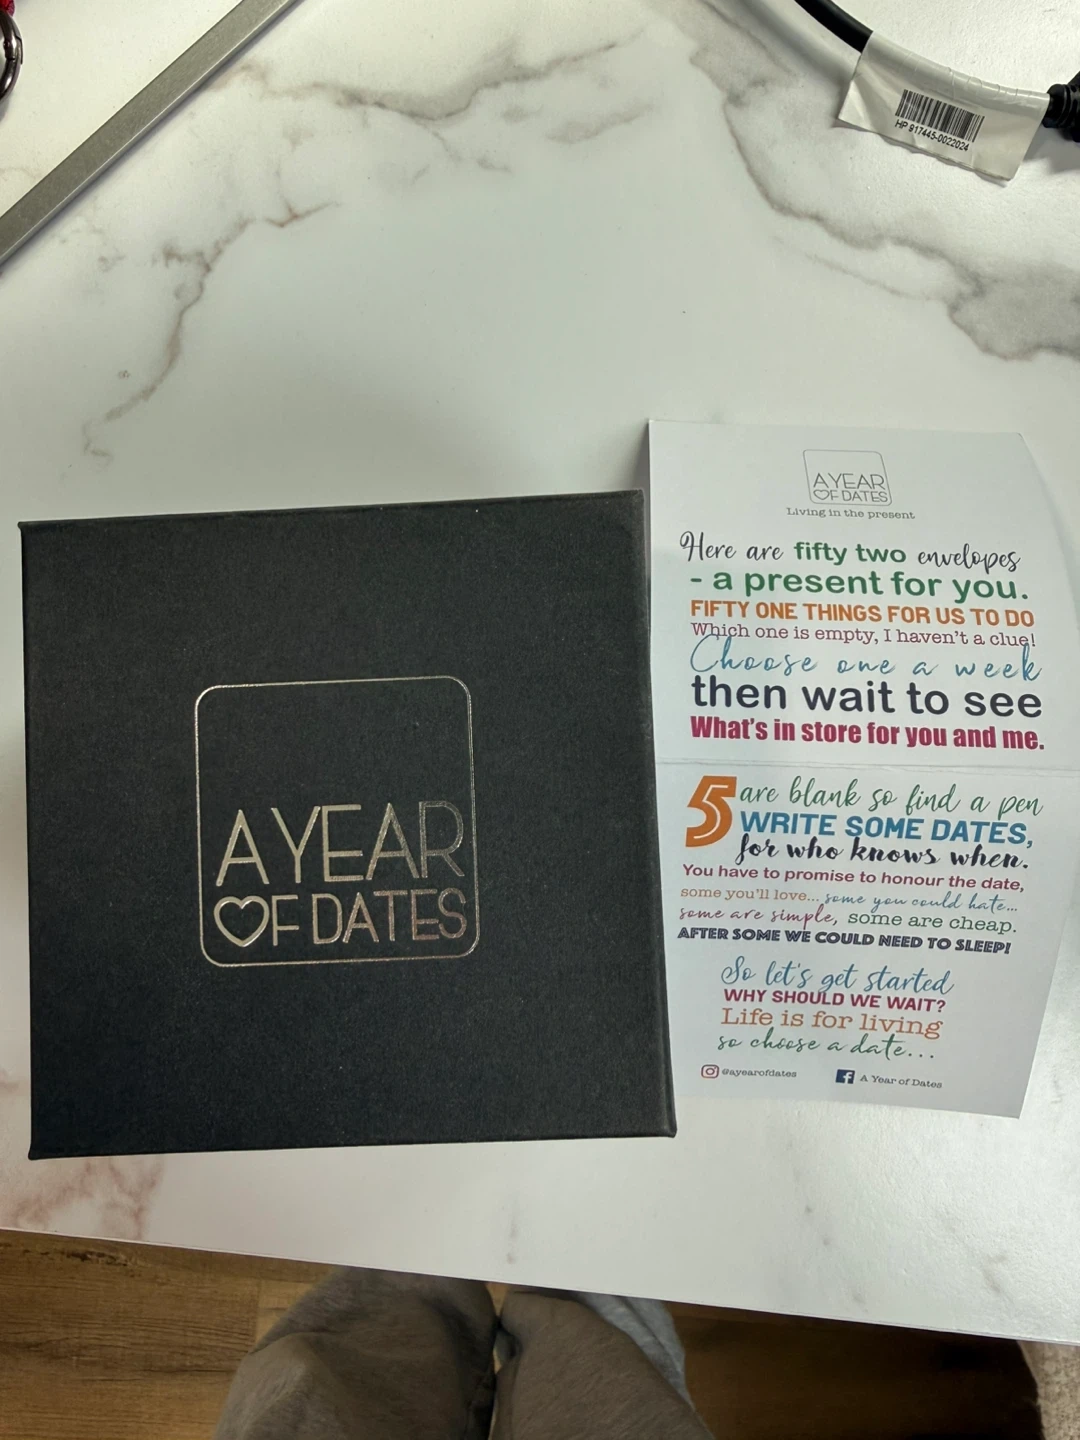 HP 917445-0022024
A YEAR
OF DATES
A YEAR
OF DATES
Living in the present
Here are fifty two envelopes
- a present for you.
FIFTY ONE THINGS FOR US TO DO
Which one is empty, I haven't a clue!
Choose one a week
then wait to see
What's in store for you and me.
5 are blank so find a pen
WRITE SOME DATES,
for who knows when.
You have to promise to honour the date,
some you'll love... some you could hate...
some are simple, some are cheap.
AFTER SOME WE COULD NEED TO SLEEP!
So let's get started
WHY SHOULD WE WAIT?
Life is for living
so choose a date...
@ayearofdates
A Year of Dates